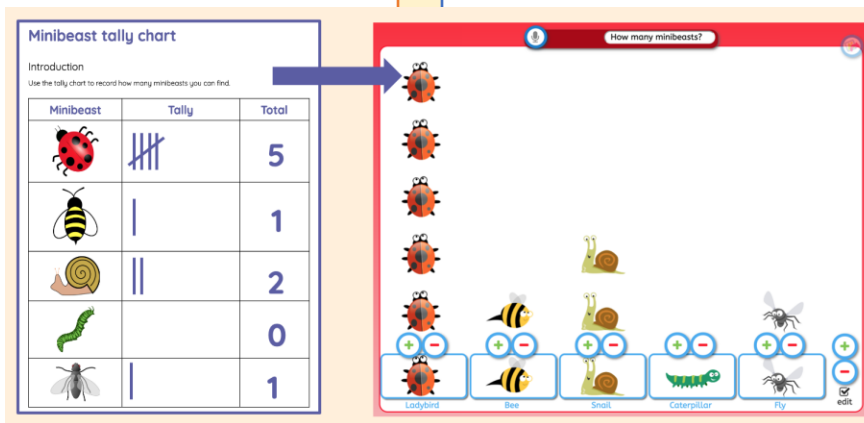 Minibeast tally chart
Introduction
Use the tally chart to record how many minibeasts you can find.
Minibeast Tally Total
5
1
2
0
1
How many minibeasts?
+ - + - + - + - + - +
-
edit
Ladybird Bee Snail Caterpillar Fly